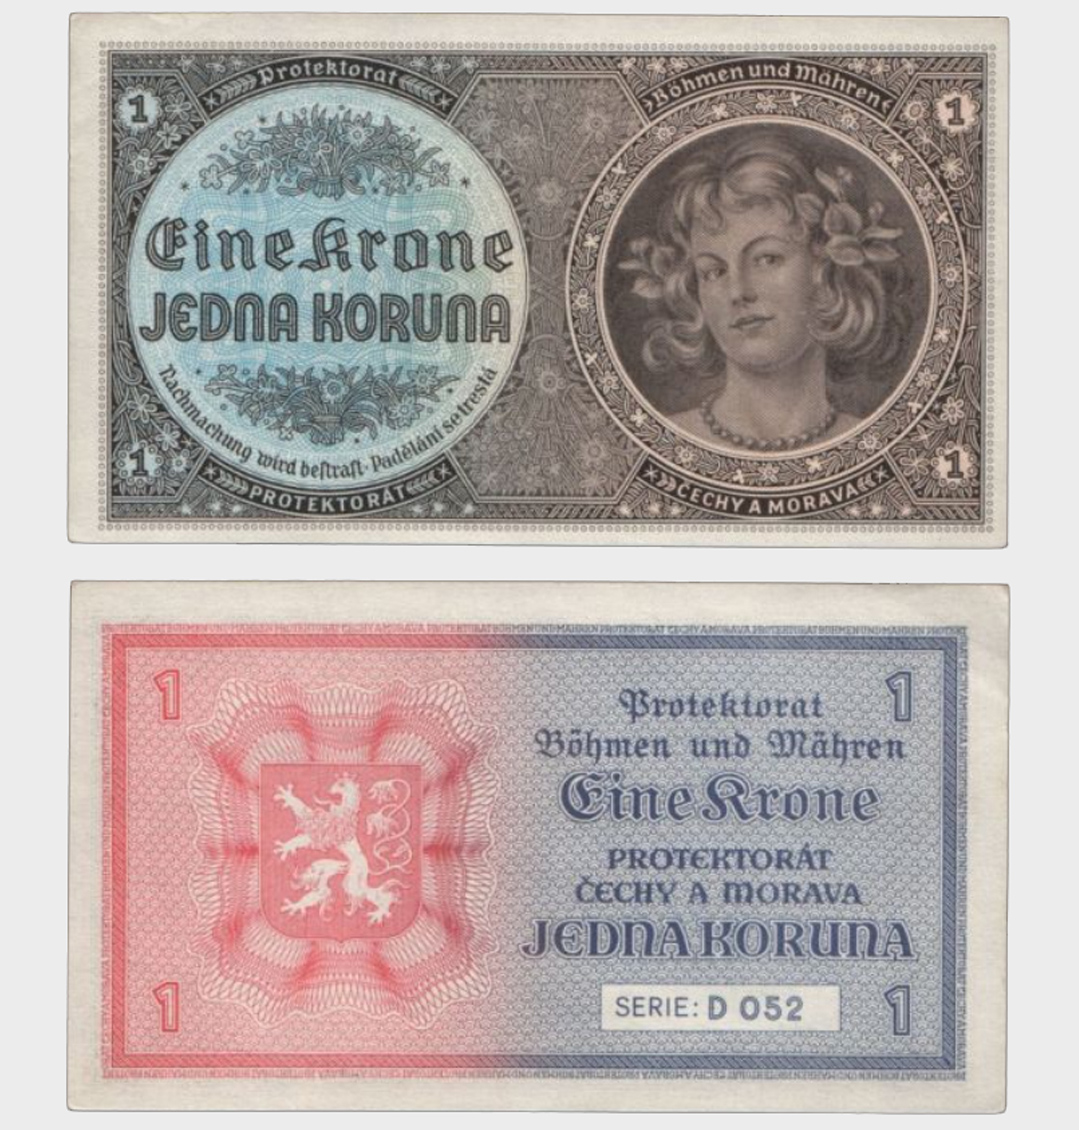 Protektorat
Böhmen und Mähren
1
1
Eine Krone
JEDNA KORUNA
Nachmachung wird bestraft · Padělání se trestá
1
1
PROTEKTORÁT
ČECHY A MORAVA
1
1
Protektorat
Böhmen und Mähren
Eine Krone
PROTEKTORÁT
ČECHY A MORAVA
JEDNA KORUNA
SERIE: D 052
1
1